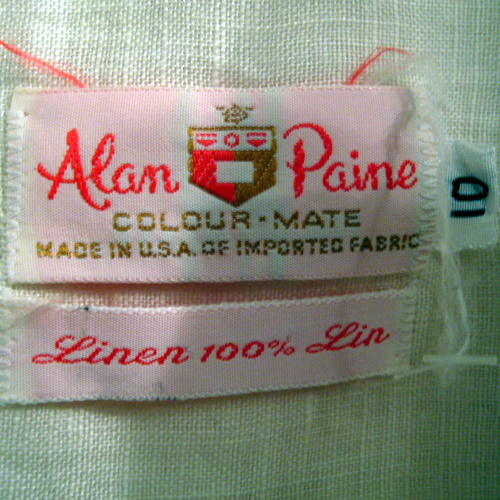 Alan Paine
COLOUR-MATE
MADE IN U.S.A. OF IMPORTED FABRIC
10
Linen 100% Lin